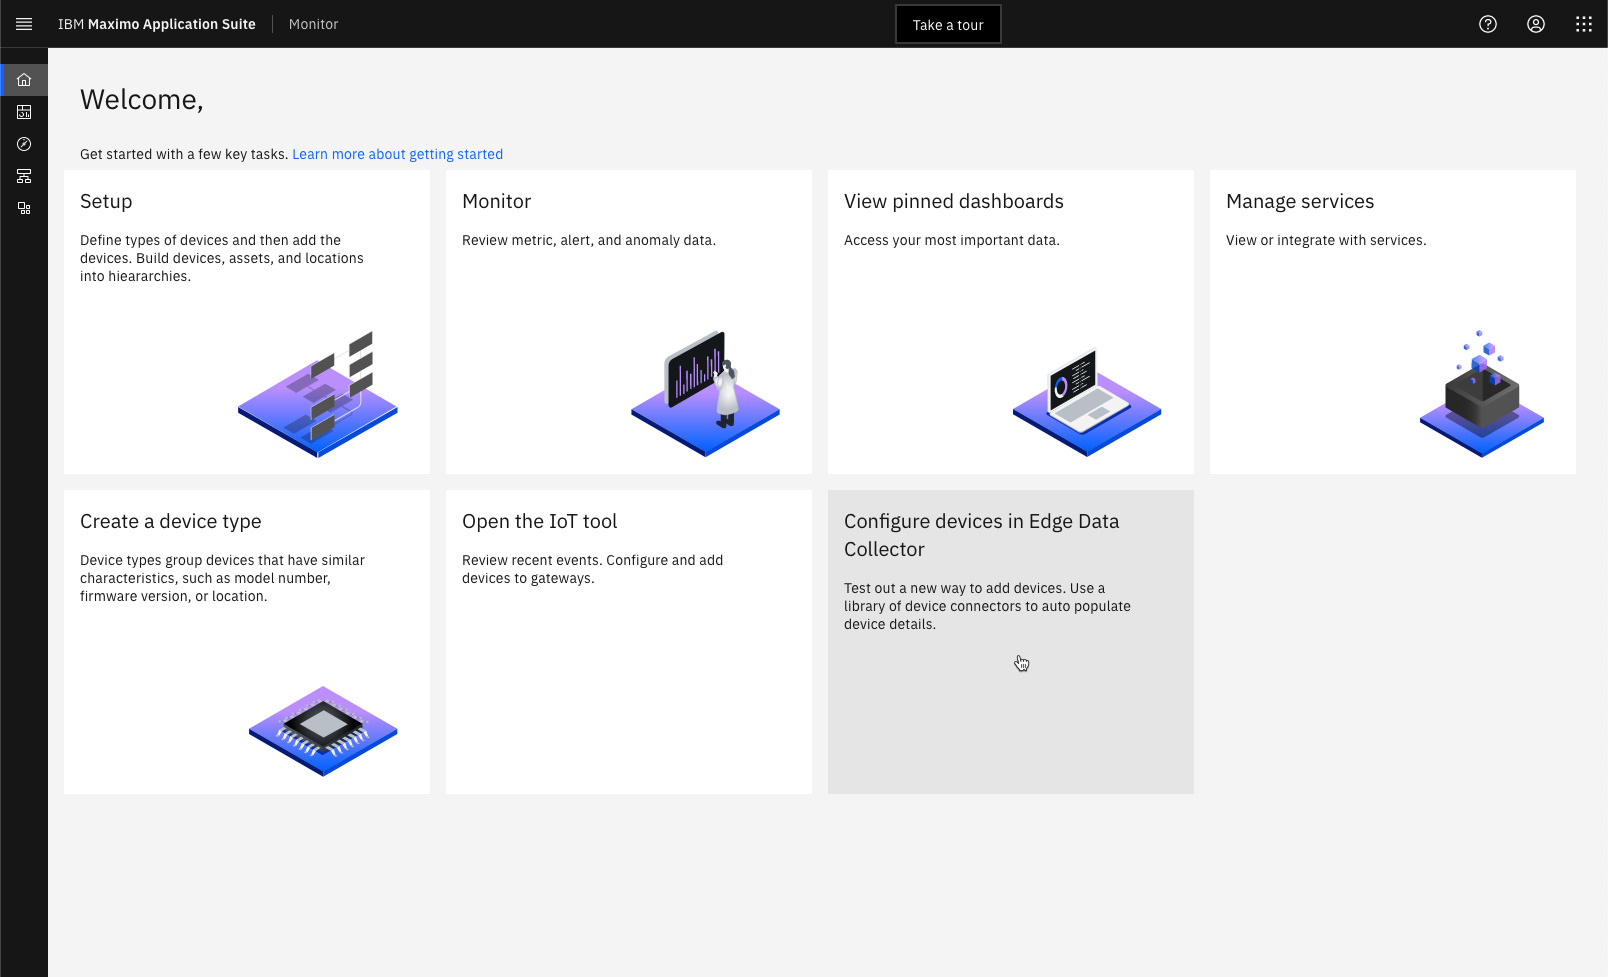 IBM Maximo Application Suite
Monitor
Take a tour
Welcome,
Get started with a few key tasks. Learn more about getting started
Setup
Define types of devices and then add the
devices. Build devices, assets, and locations
into hieararchies.
Monitor
Review metric, alert, and anomaly data.
View pinned dashboards
Access your most important data.
Manage services
View or integrate with services.
Create a device type
Device types group devices that have similar
characteristics, such as model number,
firmware version, or location.
Open the IoT tool
Review recent events. Configure and add
devices to gateways.
Configure devices in Edge Data
Collector
Test out a new way to add devices. Use a
library of device connectors to auto populate
device details.